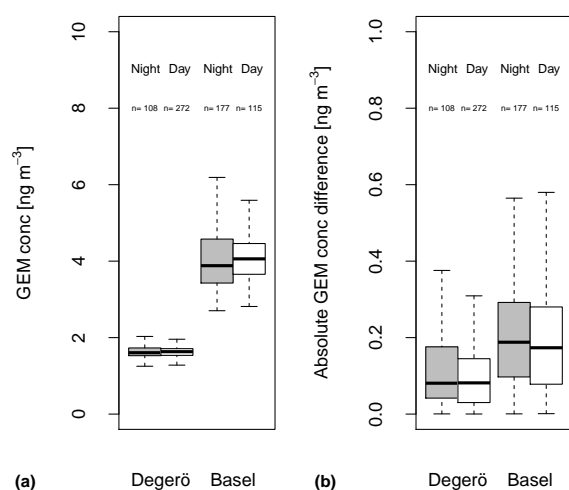 GEM conc [ng m−3]
10
8
6
4
2
0
Night Day Night Day
n= 108 n= 272 n= 177 n= 115
(a) Degerö Basel
Absolute GEM conc difference [ng m−3]
1.0
0.8
0.6
0.4
0.2
0.0
Night Day Night Day
n= 108 n= 272 n= 177 n= 115
(b) Degerö Basel